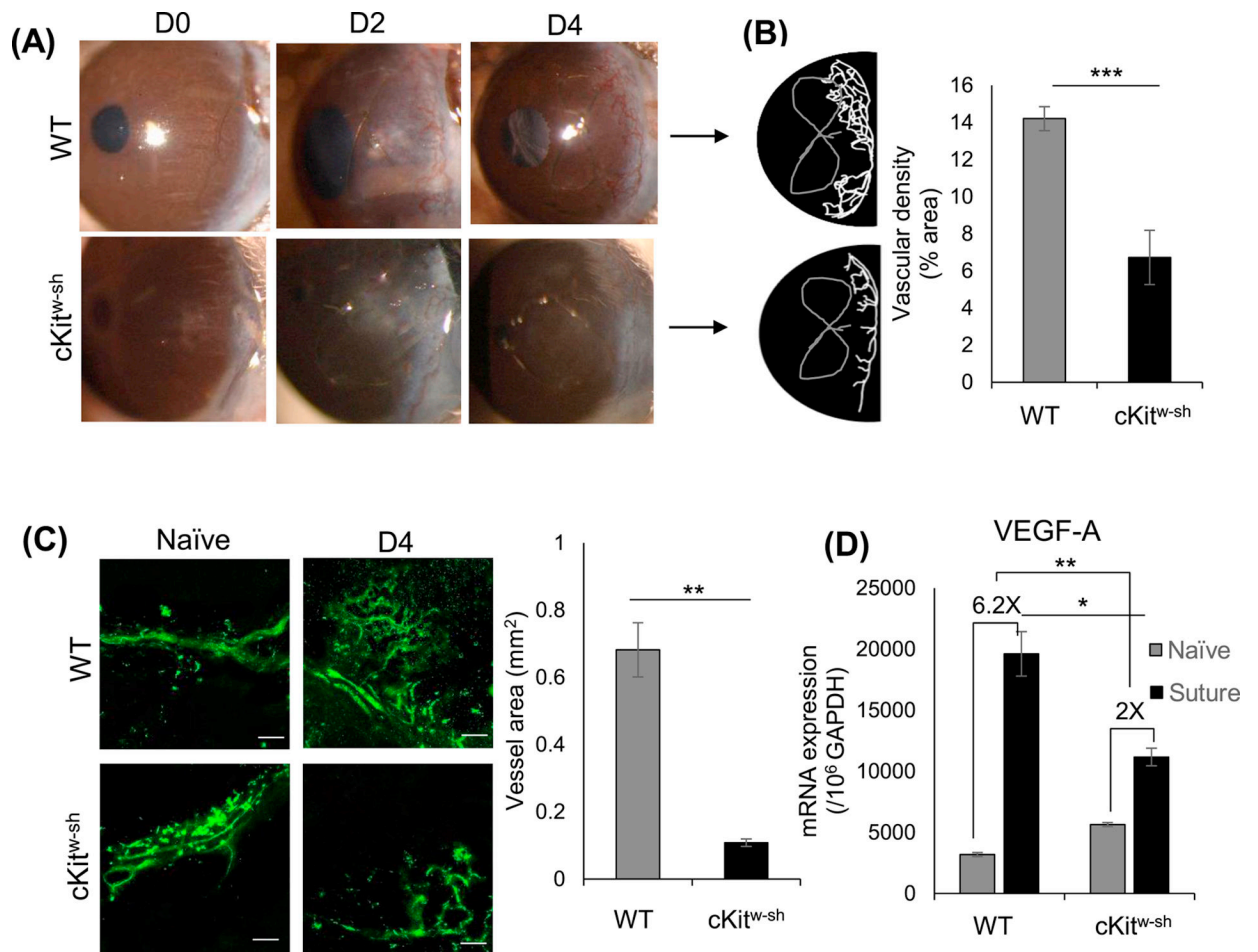 (A)
D0 D2 D4
WT
cKitʷ⁻ˢʰ
(B)
***
Vascular density
(% area)
16
14
12
10
8
6
4
2
0
WT cKitʷ⁻ˢʰ
(C)
Naïve D4
WT
cKitʷ⁻ˢʰ
Vessel area (mm²)
1
0.8
0.6
0.4
0.2
0
**
WT cKitʷ⁻ˢʰ
(D)
VEGF-A
mRNA expression
(/10⁶ GAPDH)
25000
20000
15000
10000
5000
0
**
6.2X
*
2X
Naïve
Suture
WT cKitʷ⁻ˢʰ